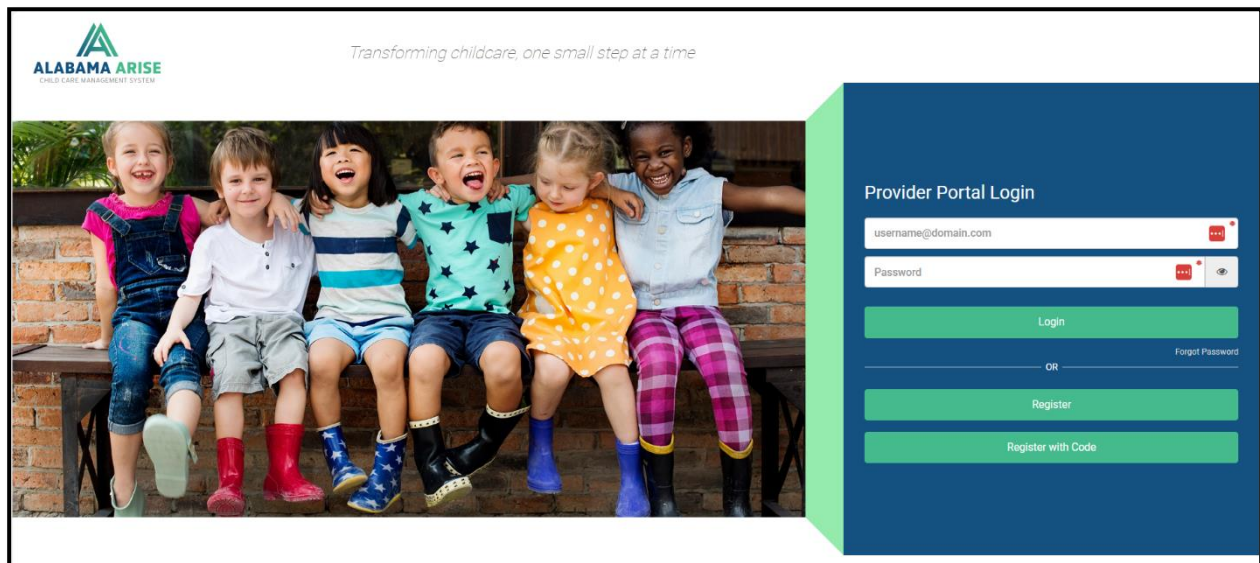 ALABAMA ARISE
CHILD CARE MANAGEMENT SYSTEM
Transforming childcare, one small step at a time
Provider Portal Login
username@domain.com
Password
Login
Forgot Password
OR
Register
Register with Code